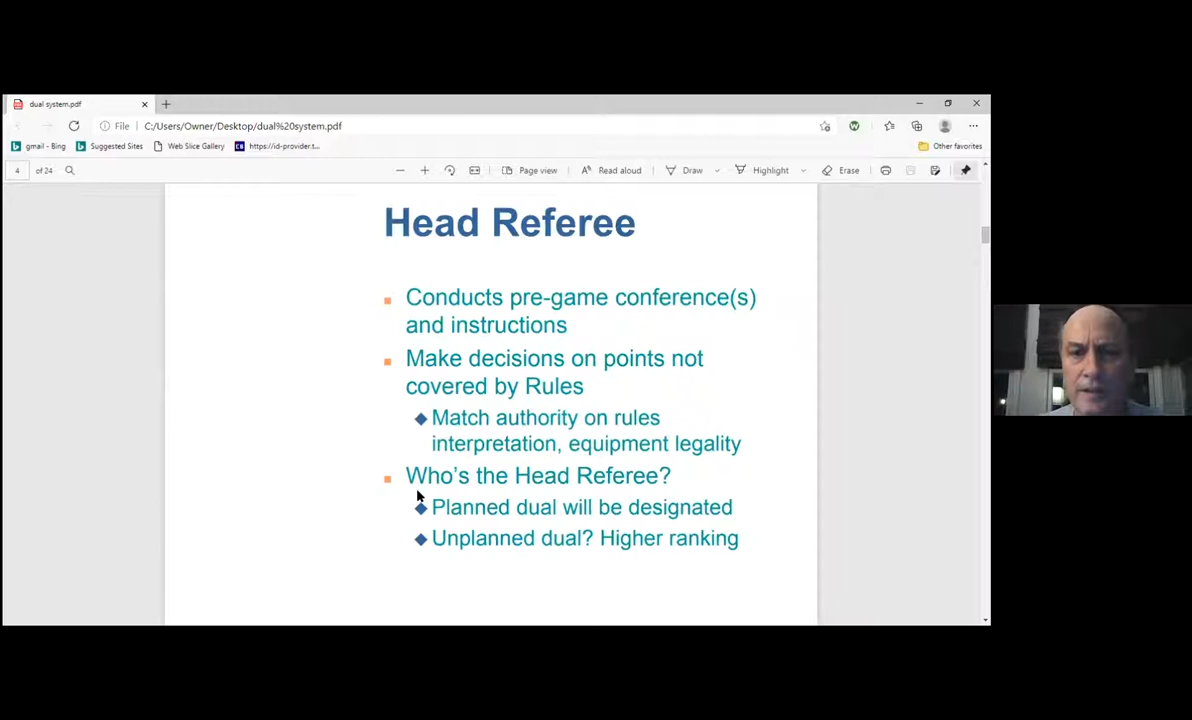 dual system.pdf
File
C:/Users/Owner/Desktop/dual%20system.pdf
gmail - Bing
Suggested Sites
Web Slice Gallery
https://id-provider.t...
Other favorites
4 of 24
Page view
Read aloud
Draw
Highlight
Erase
Head Referee
Conducts pre-game conference(s)
and instructions
Make decisions on points not
covered by Rules
Match authority on rules
interpretation, equipment legality
Who's the Head Referee?
Planned dual will be designated
Unplanned dual? Higher ranking